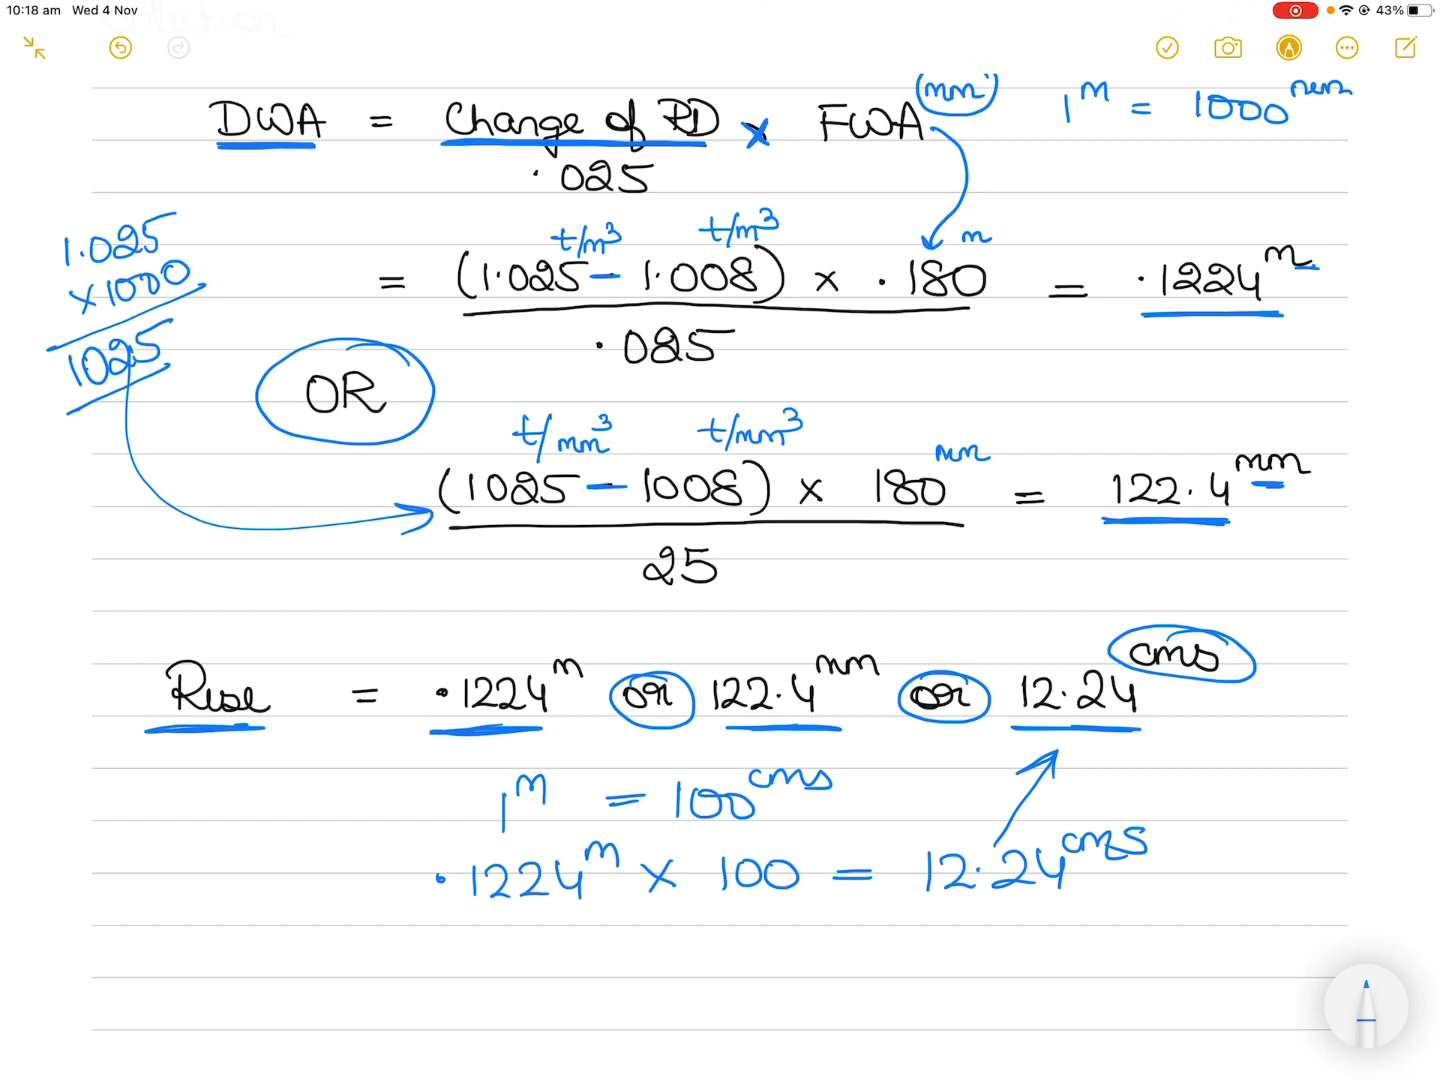 10:18 am Wed 4 Nov
43%
DWA = Change of RD x FWA (mm) 1 m = 1000 mm
.025
1.025
x1000
1025
t/m³ t/m³ m
= (1.025 - 1.008) x .180 = .1224 m
.025
OR
t/mm³ t/mm³ mm
(1025 - 1008) x 180 = 122.4 mm
25
Rise = .1224 m or 122.4 mm or 12.24 cms
1 m = 100 cms
.1224 m x 100 = 12.24 cms